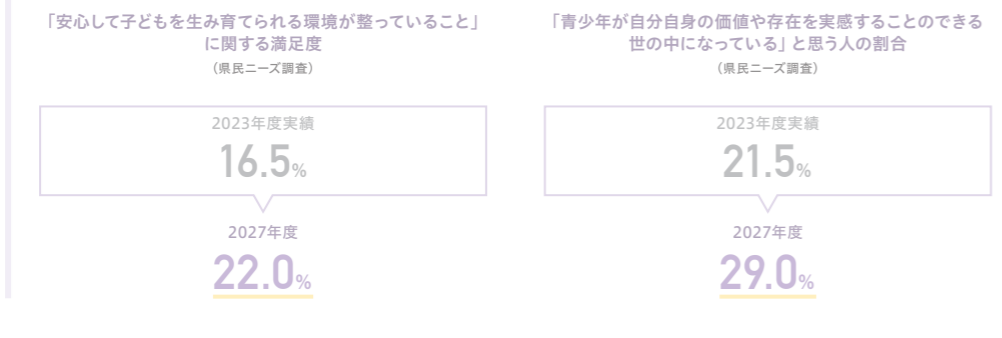 「安心して子どもを生み育てられる環境が整っていること」
に関する満足度
（県民ニーズ調査）
2023年度実績
16.5%
2027年度
22.0%
「青少年が自分自身の価値や存在を実感することのできる
世の中になっている」と思う人の割合
（県民ニーズ調査）
2023年度実績
21.5%
2027年度
29.0%